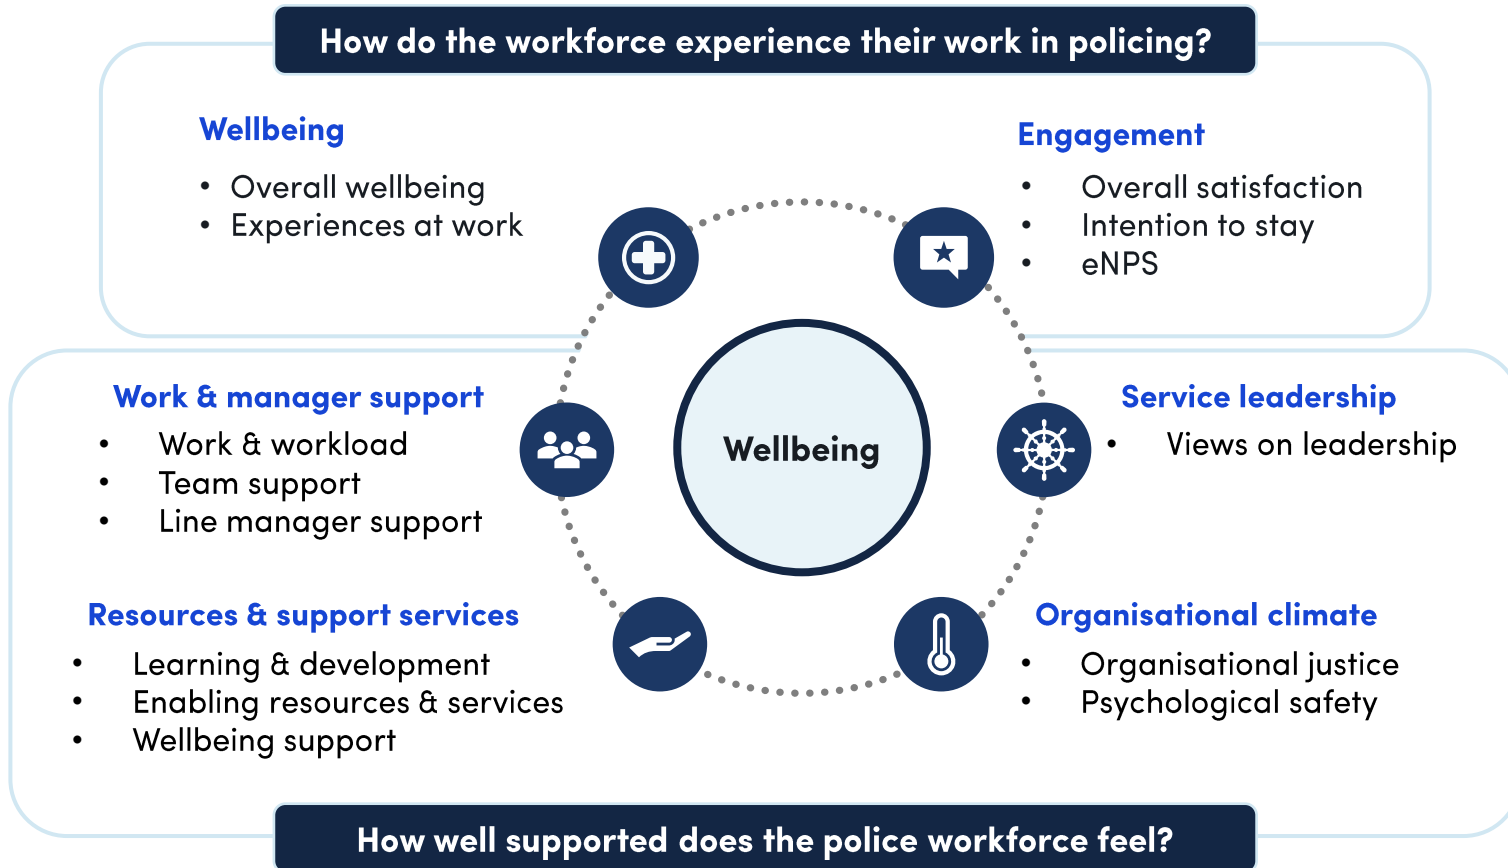 How do the workforce experience their work in policing?
Wellbeing
• Overall wellbeing
• Experiences at work
Engagement
• Overall satisfaction
• Intention to stay
• eNPS
Work & manager support
• Work & workload
• Team support
• Line manager support
Wellbeing
Service leadership
• Views on leadership
Resources & support services
• Learning & development
• Enabling resources & services
• Wellbeing support
Organisational climate
• Organisational justice
• Psychological safety
How well supported does the police workforce feel?